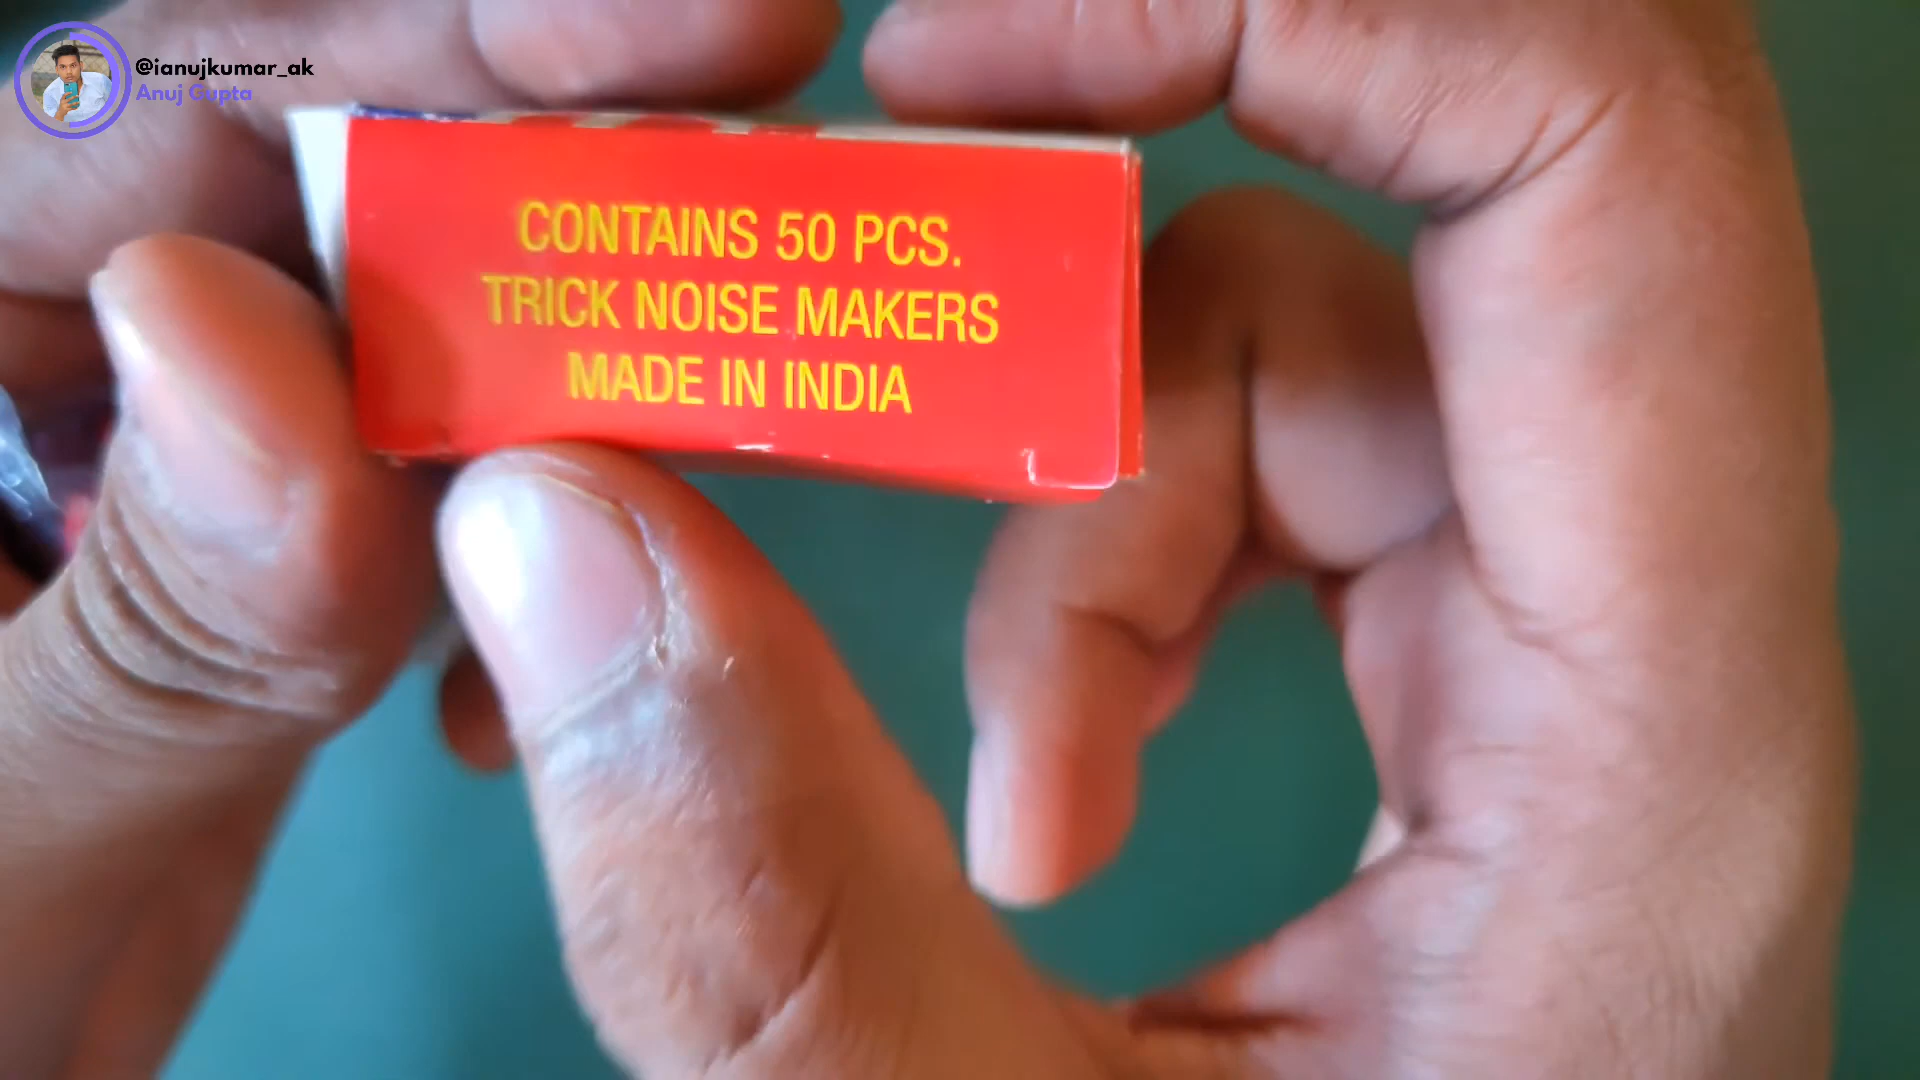 @ianujkumar_ak
Anuj Gupta
CONTAINS 50 PCS.
TRICK NOISE MAKERS
MADE IN INDIA